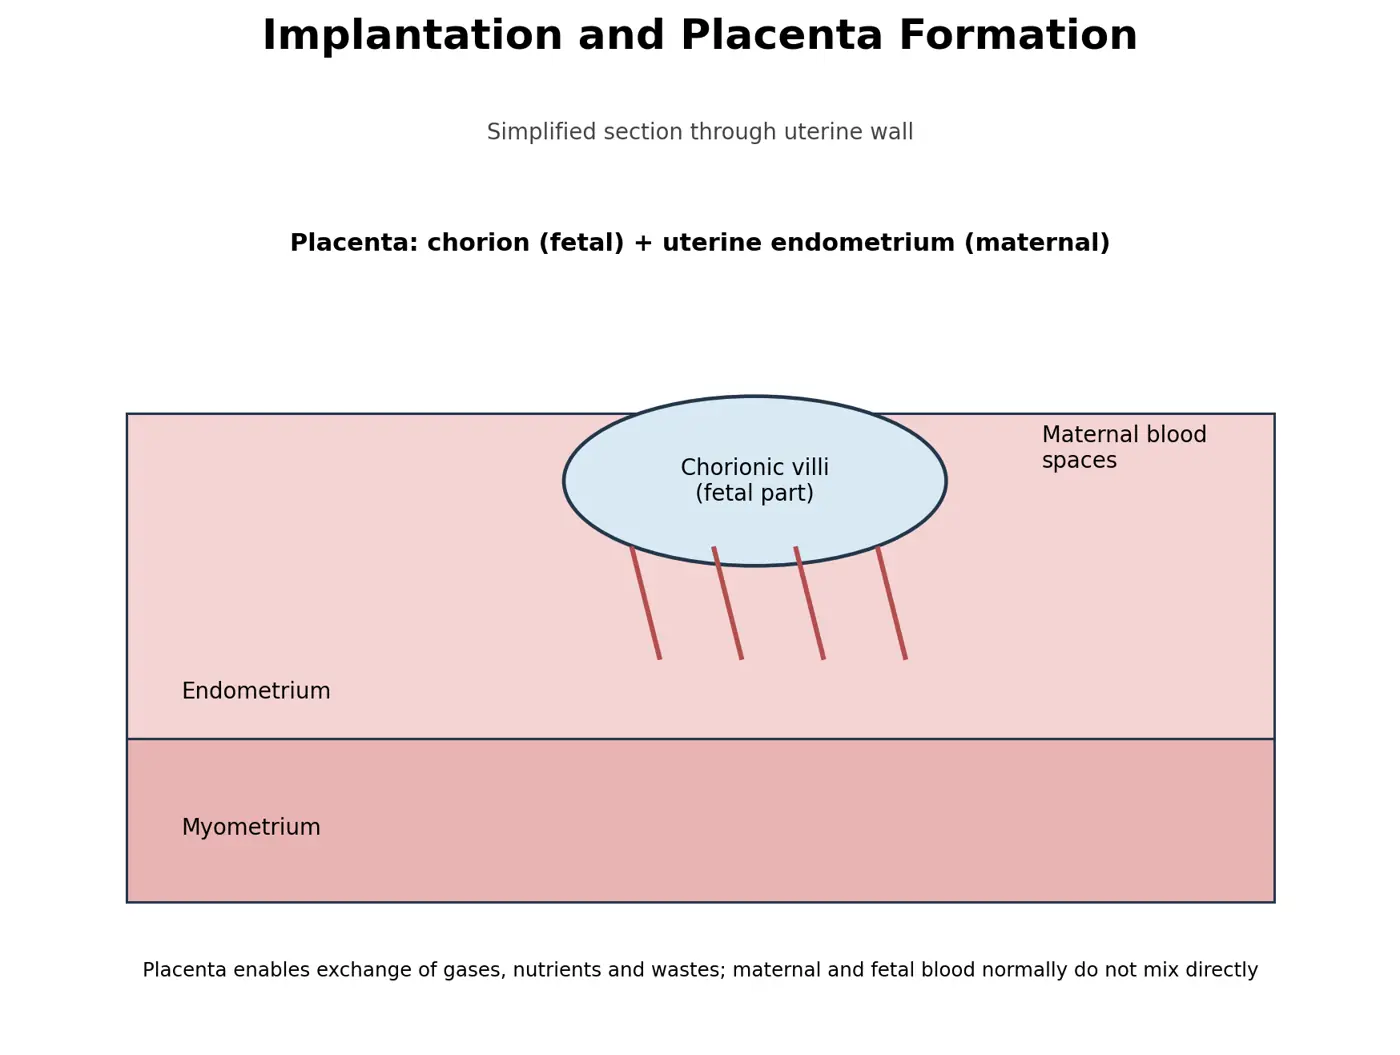 Implantation and Placenta Formation
Simplified section through uterine wall
Placenta: chorion (fetal) + uterine endometrium (maternal)
Maternal blood
spaces
Chorionic villi
(fetal part)
Endometrium
Myometrium
Placenta enables exchange of gases, nutrients and wastes; maternal and fetal blood normally do not mix directly